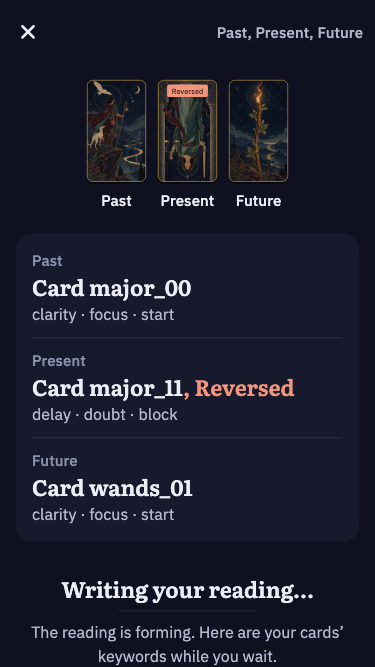 Past, Present, Future
Reversed
Past Present Future
Past
Card major_00
clarity · focus · start
Present
Card major_11, Reversed
delay · doubt · block
Future
Card wands_01
clarity · focus · start
Writing your reading...
The reading is forming. Here are your cards’
keywords while you wait.